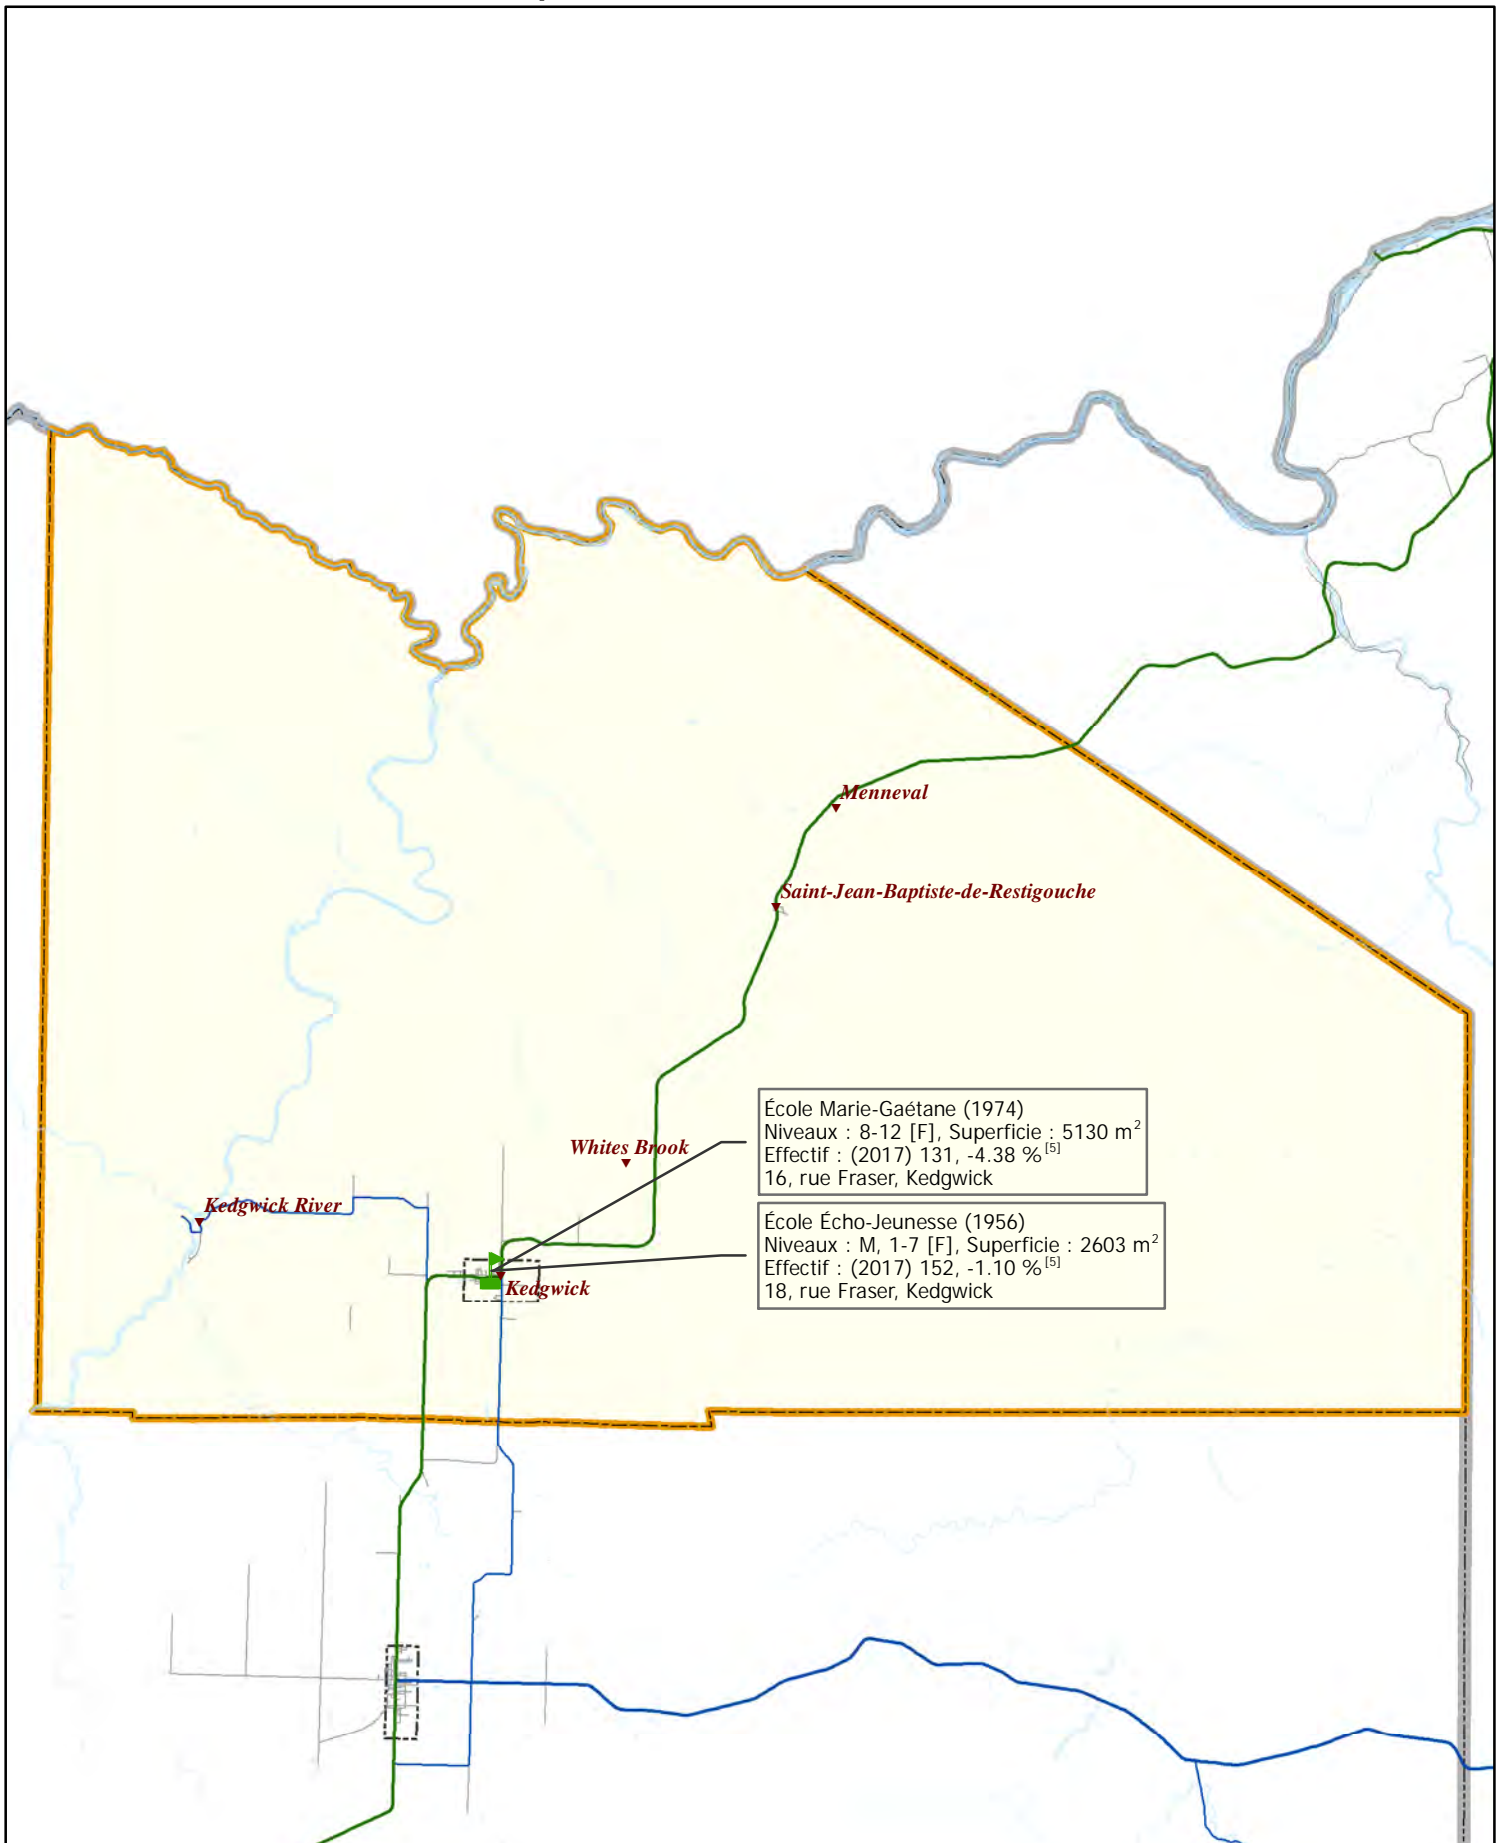 Menneval
Saint-Jean-Baptiste-de-Restigouche
École Marie-Gaétane (1974)
Niveaux : 8-12 [F], Superficie : 5130 m²
Effectif : (2017) 131, -4.38 % [5]
16, rue Fraser, Kedgwick
Whites Brook
Kedgwick River
École Écho-Jeunesse (1956)
Niveaux : M, 1-7 [F], Superficie : 2603 m²
Effectif : (2017) 152, -1.10 % [5]
18, rue Fraser, Kedgwick
Kedgwick